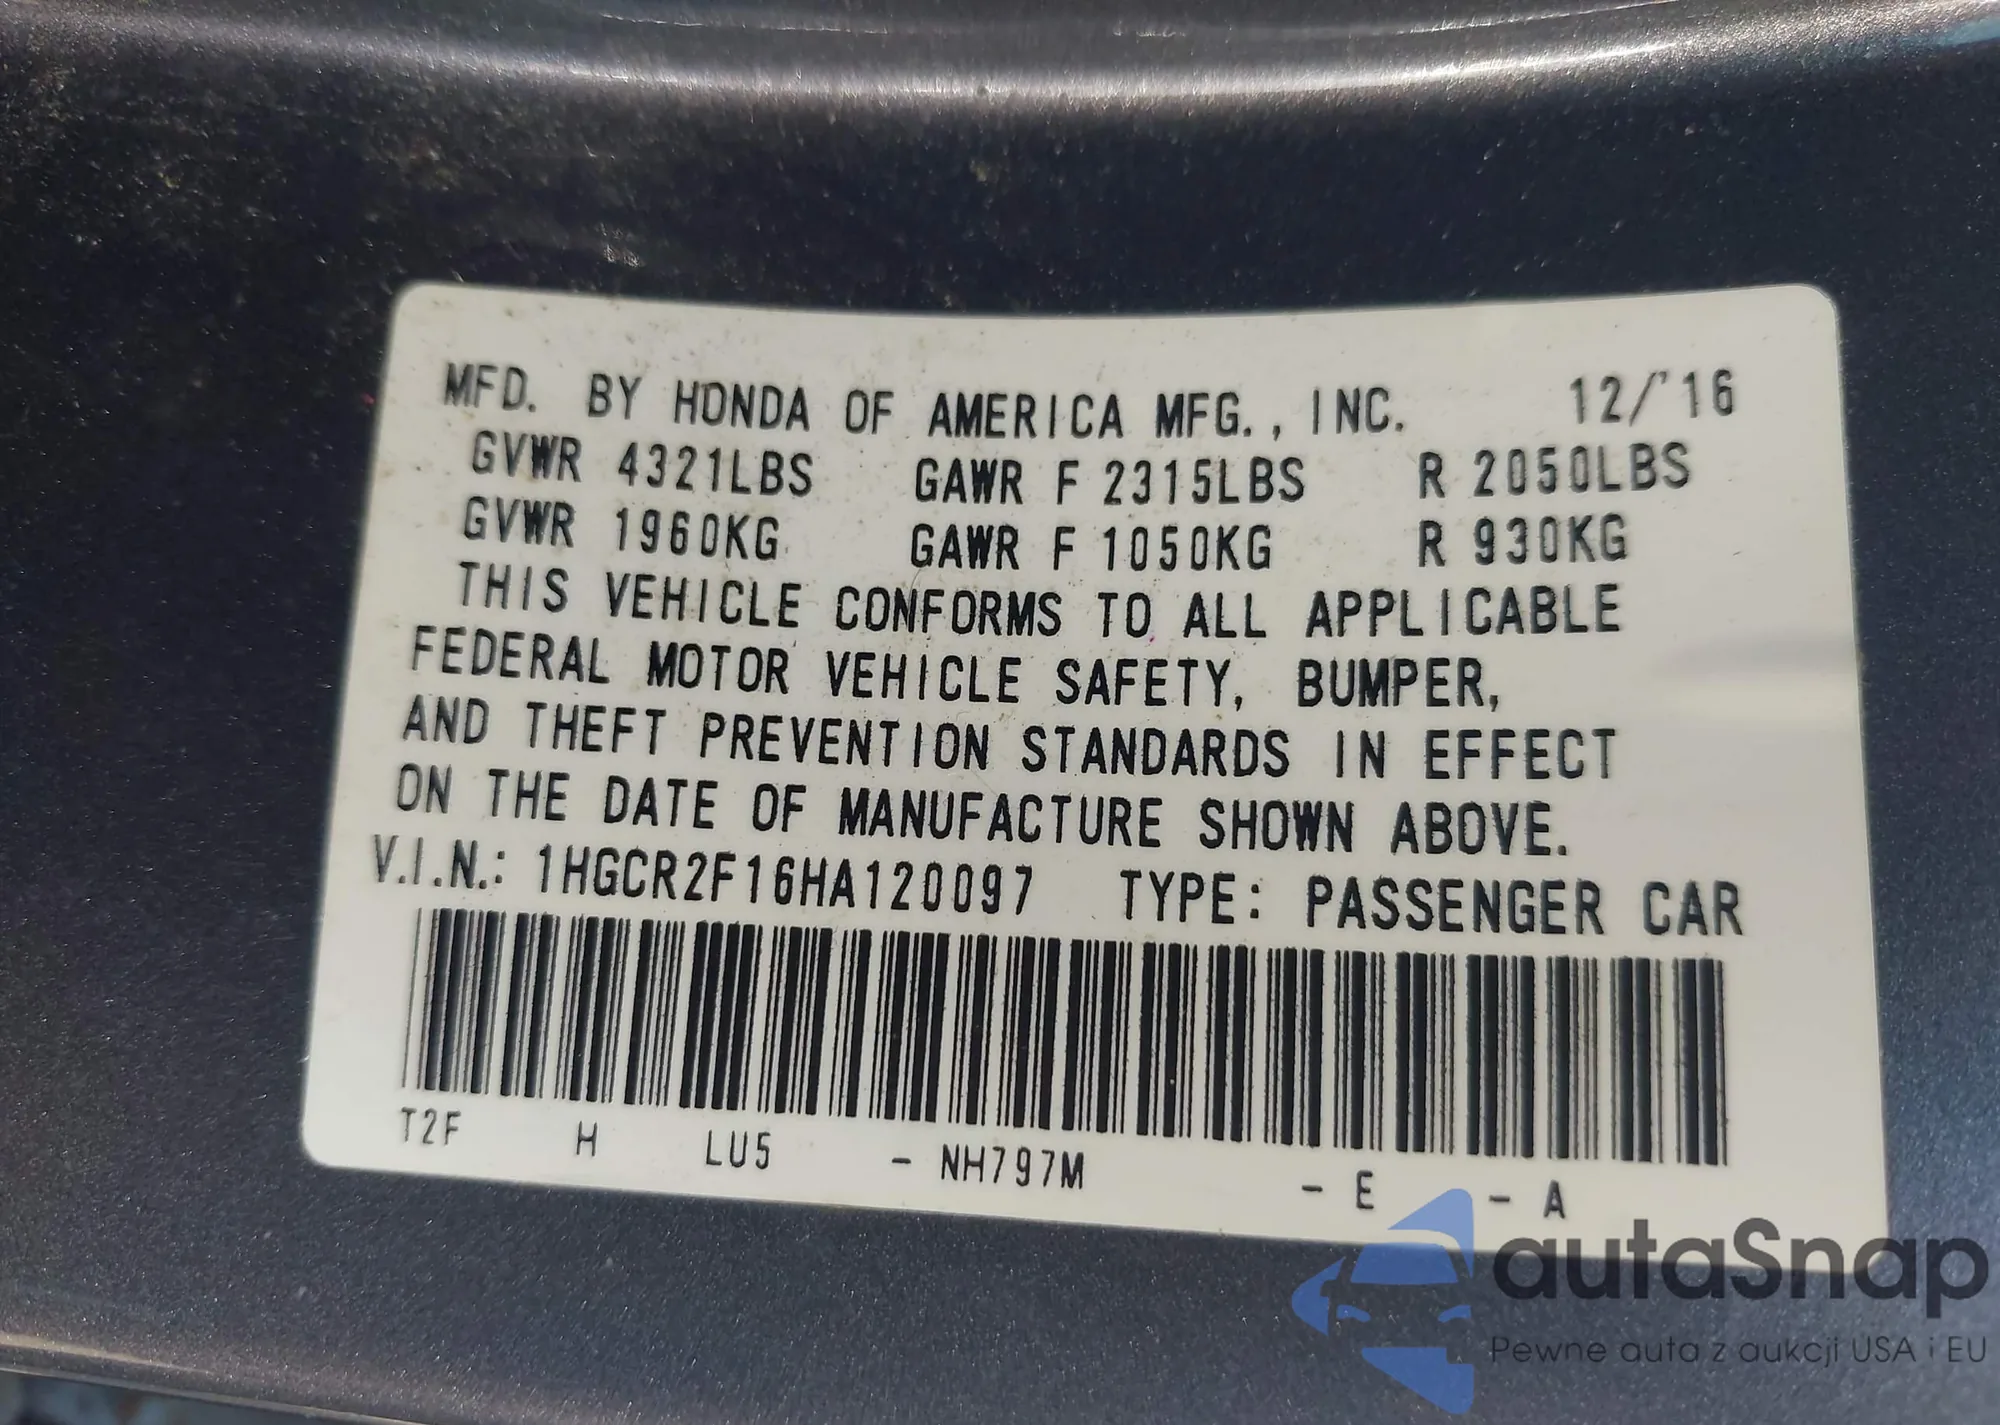 MFD. BY HONDA OF AMERICA MFG., INC. 12/'16
GVWR 4321LBS GAWR F 2315LBS R 2050LBS
GVWR 1960KG GAWR F 1050KG R 930KG
THIS VEHICLE CONFORMS TO ALL APPLICABLE
FEDERAL MOTOR VEHICLE SAFETY, BUMPER,
AND THEFT PREVENTION STANDARDS IN EFFECT
ON THE DATE OF MANUFACTURE SHOWN ABOVE.
V.I.N.: 1HGCR2F16HA120097 TYPE: PASSENGER CAR
T2F H LU5 - NH797M - E - A
autaSnap
Pewne auta z aukcji USA i EU